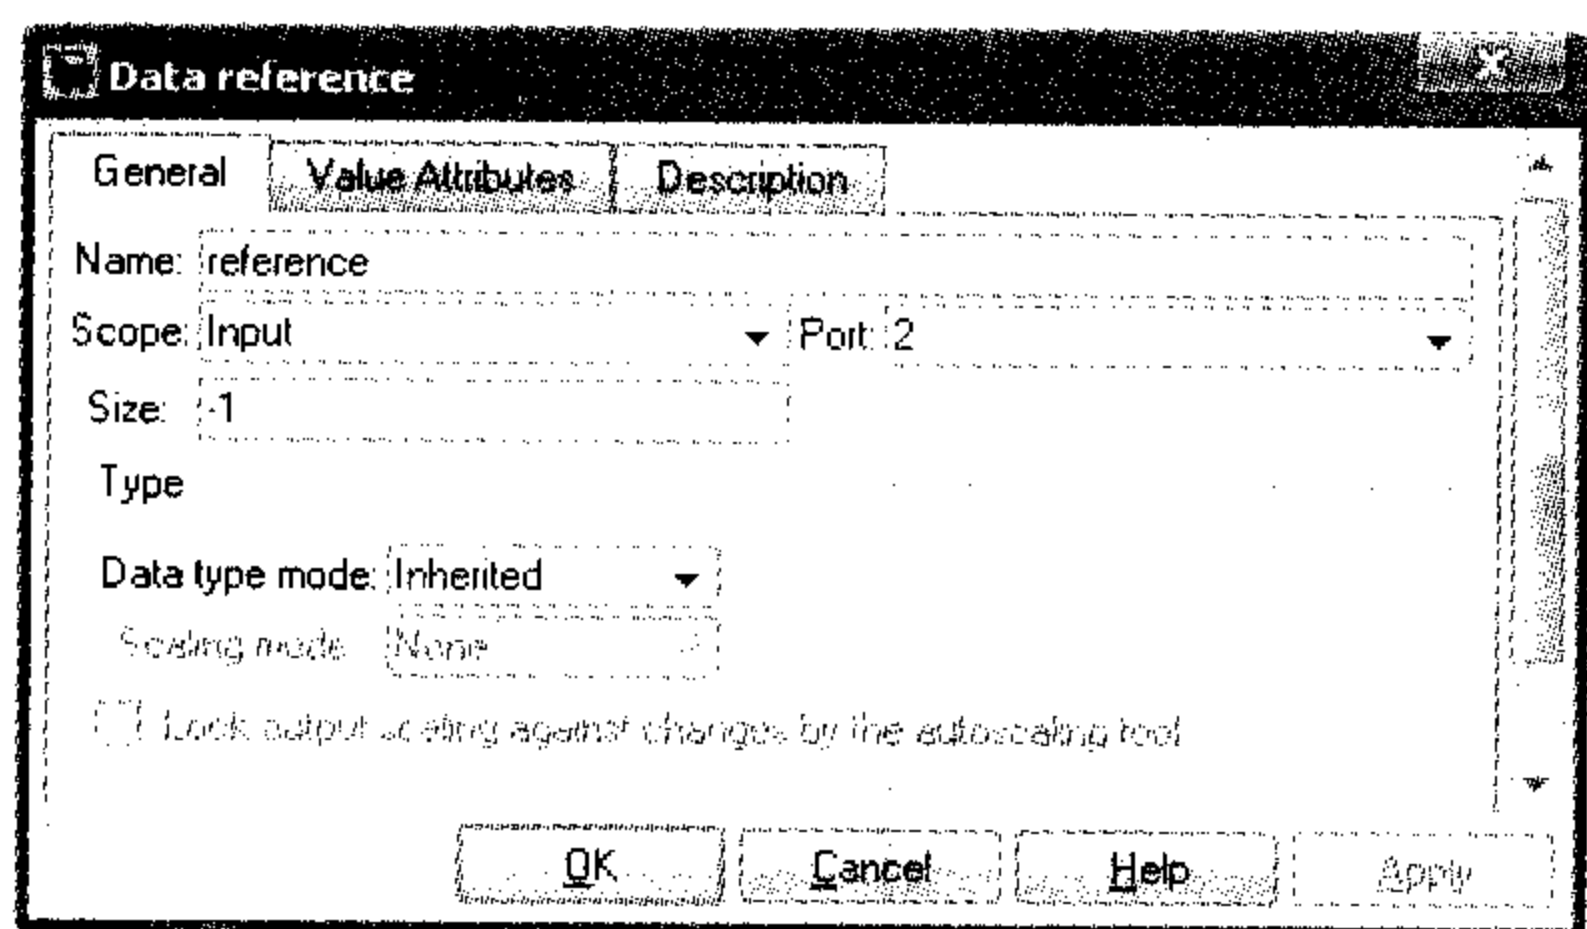 Data reference
General Value Attributes Description
Name: reference
Scope: Input Port: 2
Size: -1
Type
Data type mode: Inherited
Scaling mode None
Lock output scaling against changes by the autoscaling tool
OK Cancel Help Apply